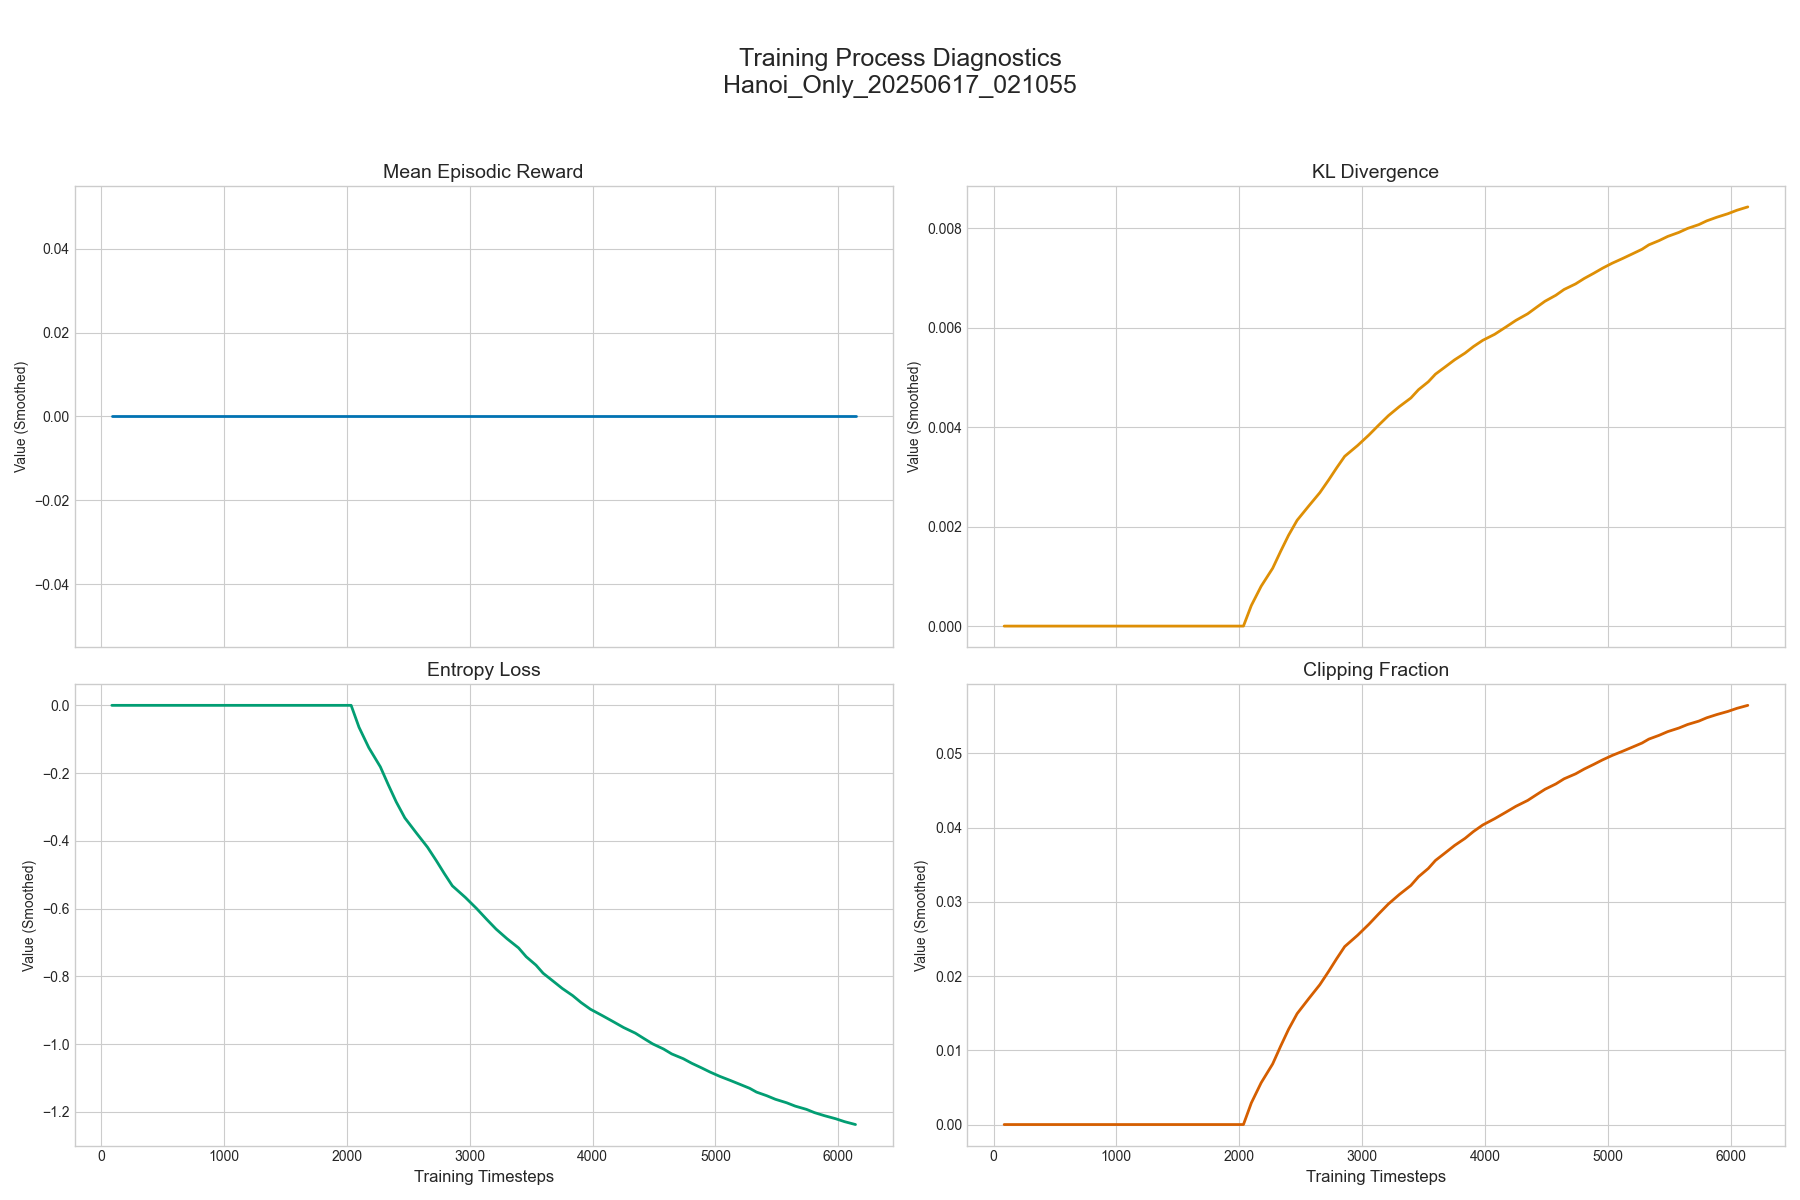 Training Process Diagnostics
Hanoi_Only_20250617_021055
Mean Episodic Reward
Value (Smoothed)
0.04
0.02
0.00
−0.02
−0.04
KL Divergence
Value (Smoothed)
0.008
0.006
0.004
0.002
0.000
Entropy Loss
Value (Smoothed)
0.0
−0.2
−0.4
−0.6
−0.8
−1.0
−1.2
0 1000 2000 3000 4000 5000 6000
Training Timesteps
Clipping Fraction
Value (Smoothed)
0.05
0.04
0.03
0.02
0.01
0.00
0 1000 2000 3000 4000 5000 6000
Training Timesteps